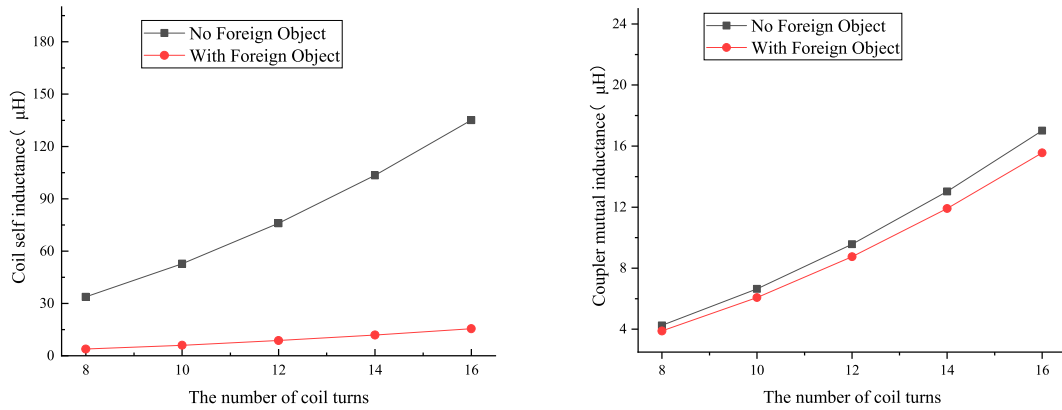 No Foreign Object
With Foreign Object
180
150
120
90
60
30
0
Coil self inductance( μH)
8
10
12
14
16
The number of coil turns
No Foreign Object
With Foreign Object
24
20
16
12
8
4
Coupler mutual inductance( μH)
8
10
12
14
16
The number of coil turns